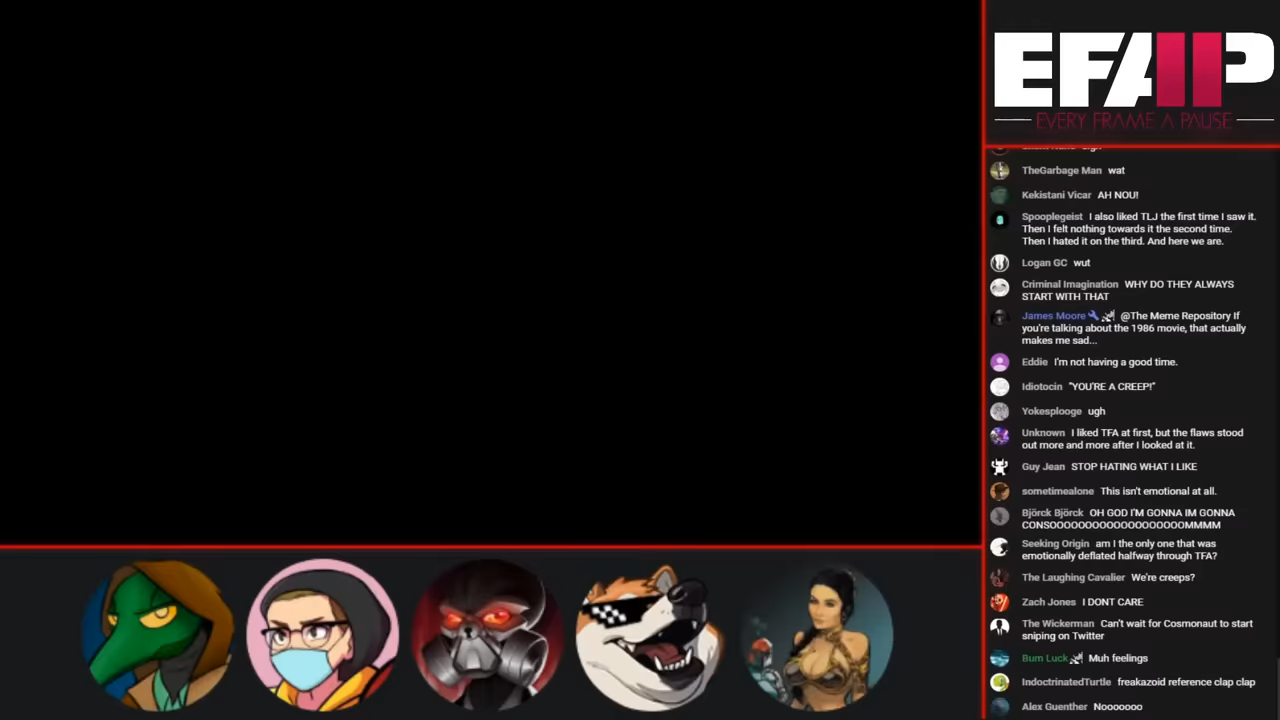 EFAP
EVERY FRAME A PAUSE
TheGarbage Man wat
Kekistani Vicar AH NOU!
Spooplegeist I also liked TLJ the first time I saw it.
Then I felt nothing towards it the second time.
Then I hated it on the third. And here we are.
Logan GC wut
Criminal Imagination WHY DO THEY ALWAYS
START WITH THAT
James Moore @The Meme Repository If
you're talking about the 1986 movie, that actually
makes me sad...
Eddie I'm not having a good time.
Idiotocin "YOU'RE A CREEP!"
Yokesplooge ugh
Unknown I liked TFA at first, but the flaws stood
out more and more after I looked at it.
Guy Jean STOP HATING WHAT I LIKE
sometimealone This isn't emotional at all.
Björck Björck OH GOD I'M GONNA IM GONNA
CONSOOOOOOOOOOOOOOOOOOOMMMM
Seeking Origin am I the only one that was
emotionally deflated halfway through TFA?
The Laughing Cavalier We're creeps?
Zach Jones I DONT CARE
The Wickerman Can't wait for Cosmonaut to start
sniping on Twitter
Bum Luck Muh feelings
IndoctrinatedTurtle freakazoid reference clap clap
Alex Guenther Nooooooo